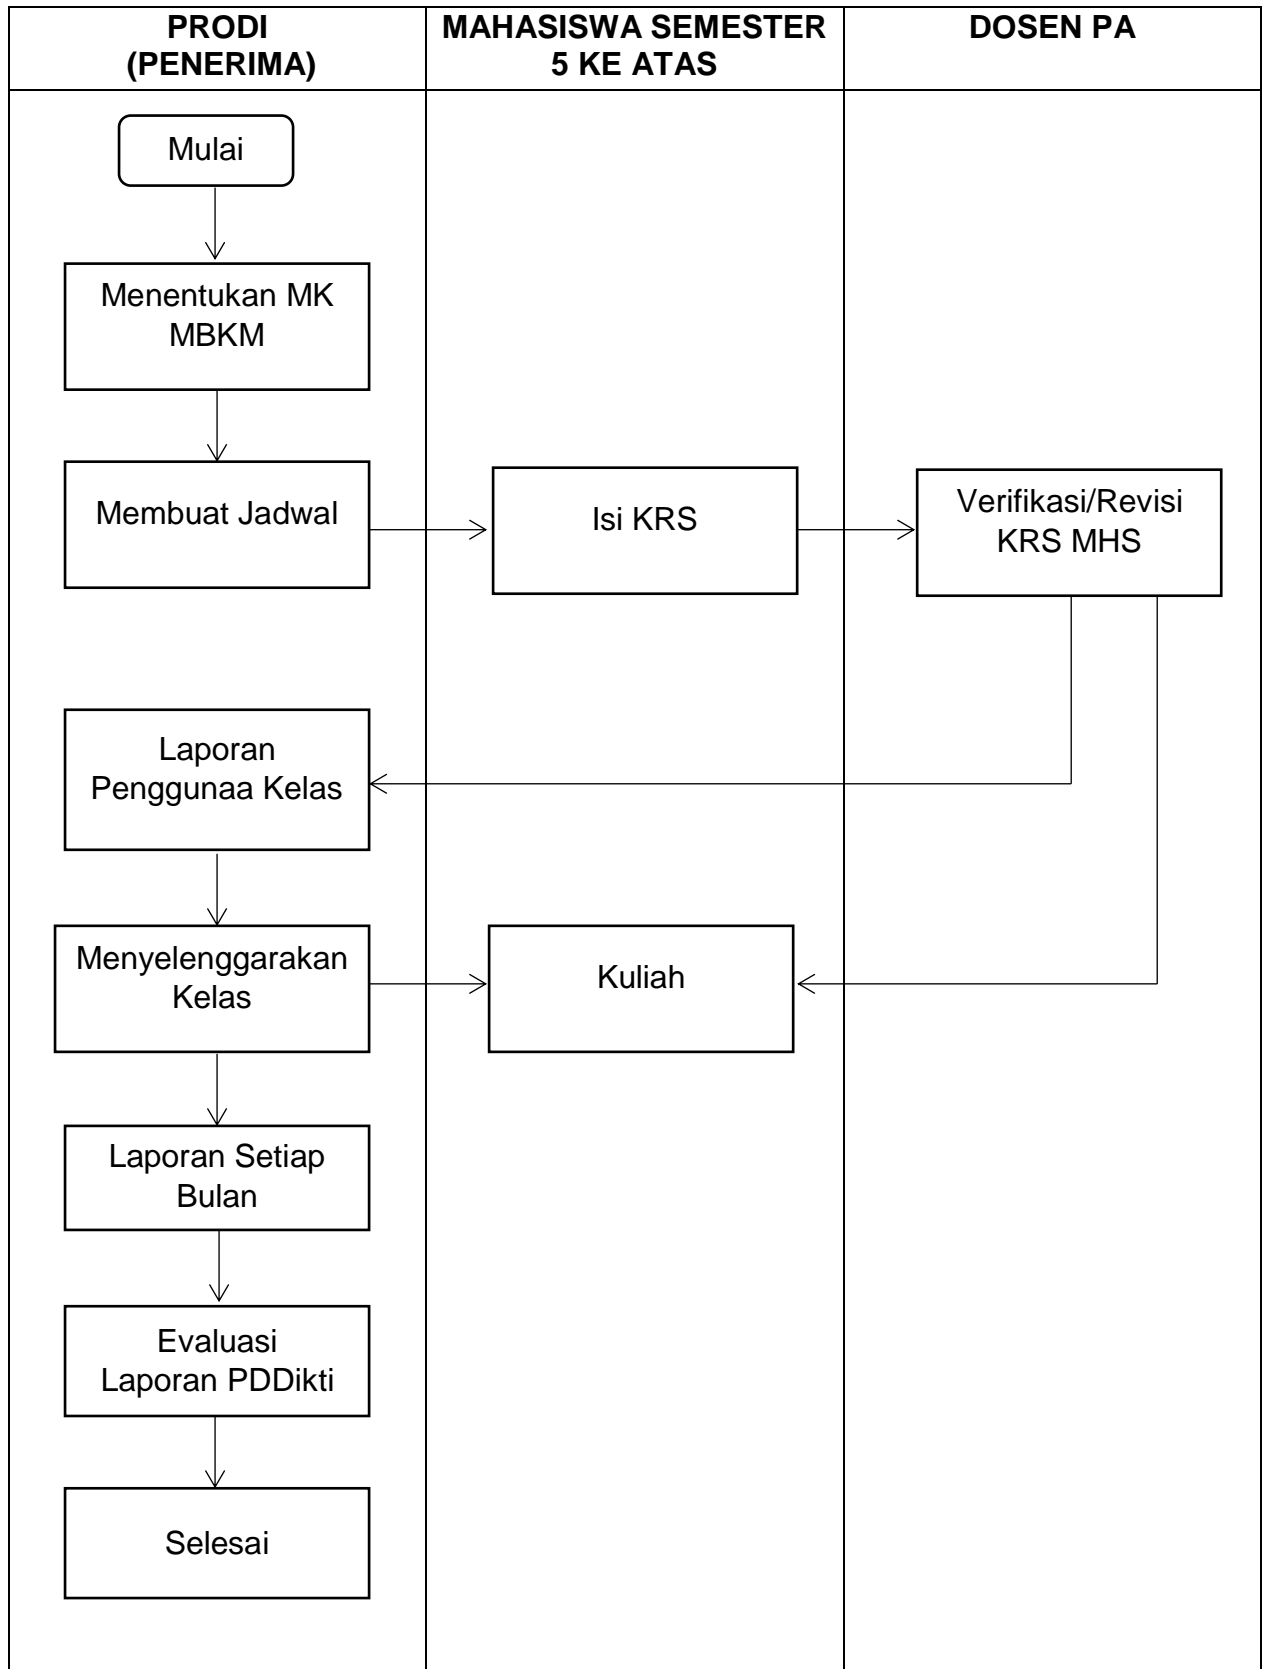 PRODI
(PENERIMA)
MAHASISWA SEMESTER
5 KE ATAS
DOSEN PA
Mulai
Menentukan MK
MBKM
Membuat Jadwal
Isi KRS
Verifikasi/Revisi
KRS MHS
Laporan
Penggunaa Kelas
Menyelenggarakan
Kelas
Kuliah
Laporan Setiap
Bulan
Evaluasi
Laporan PDDikti
Selesai